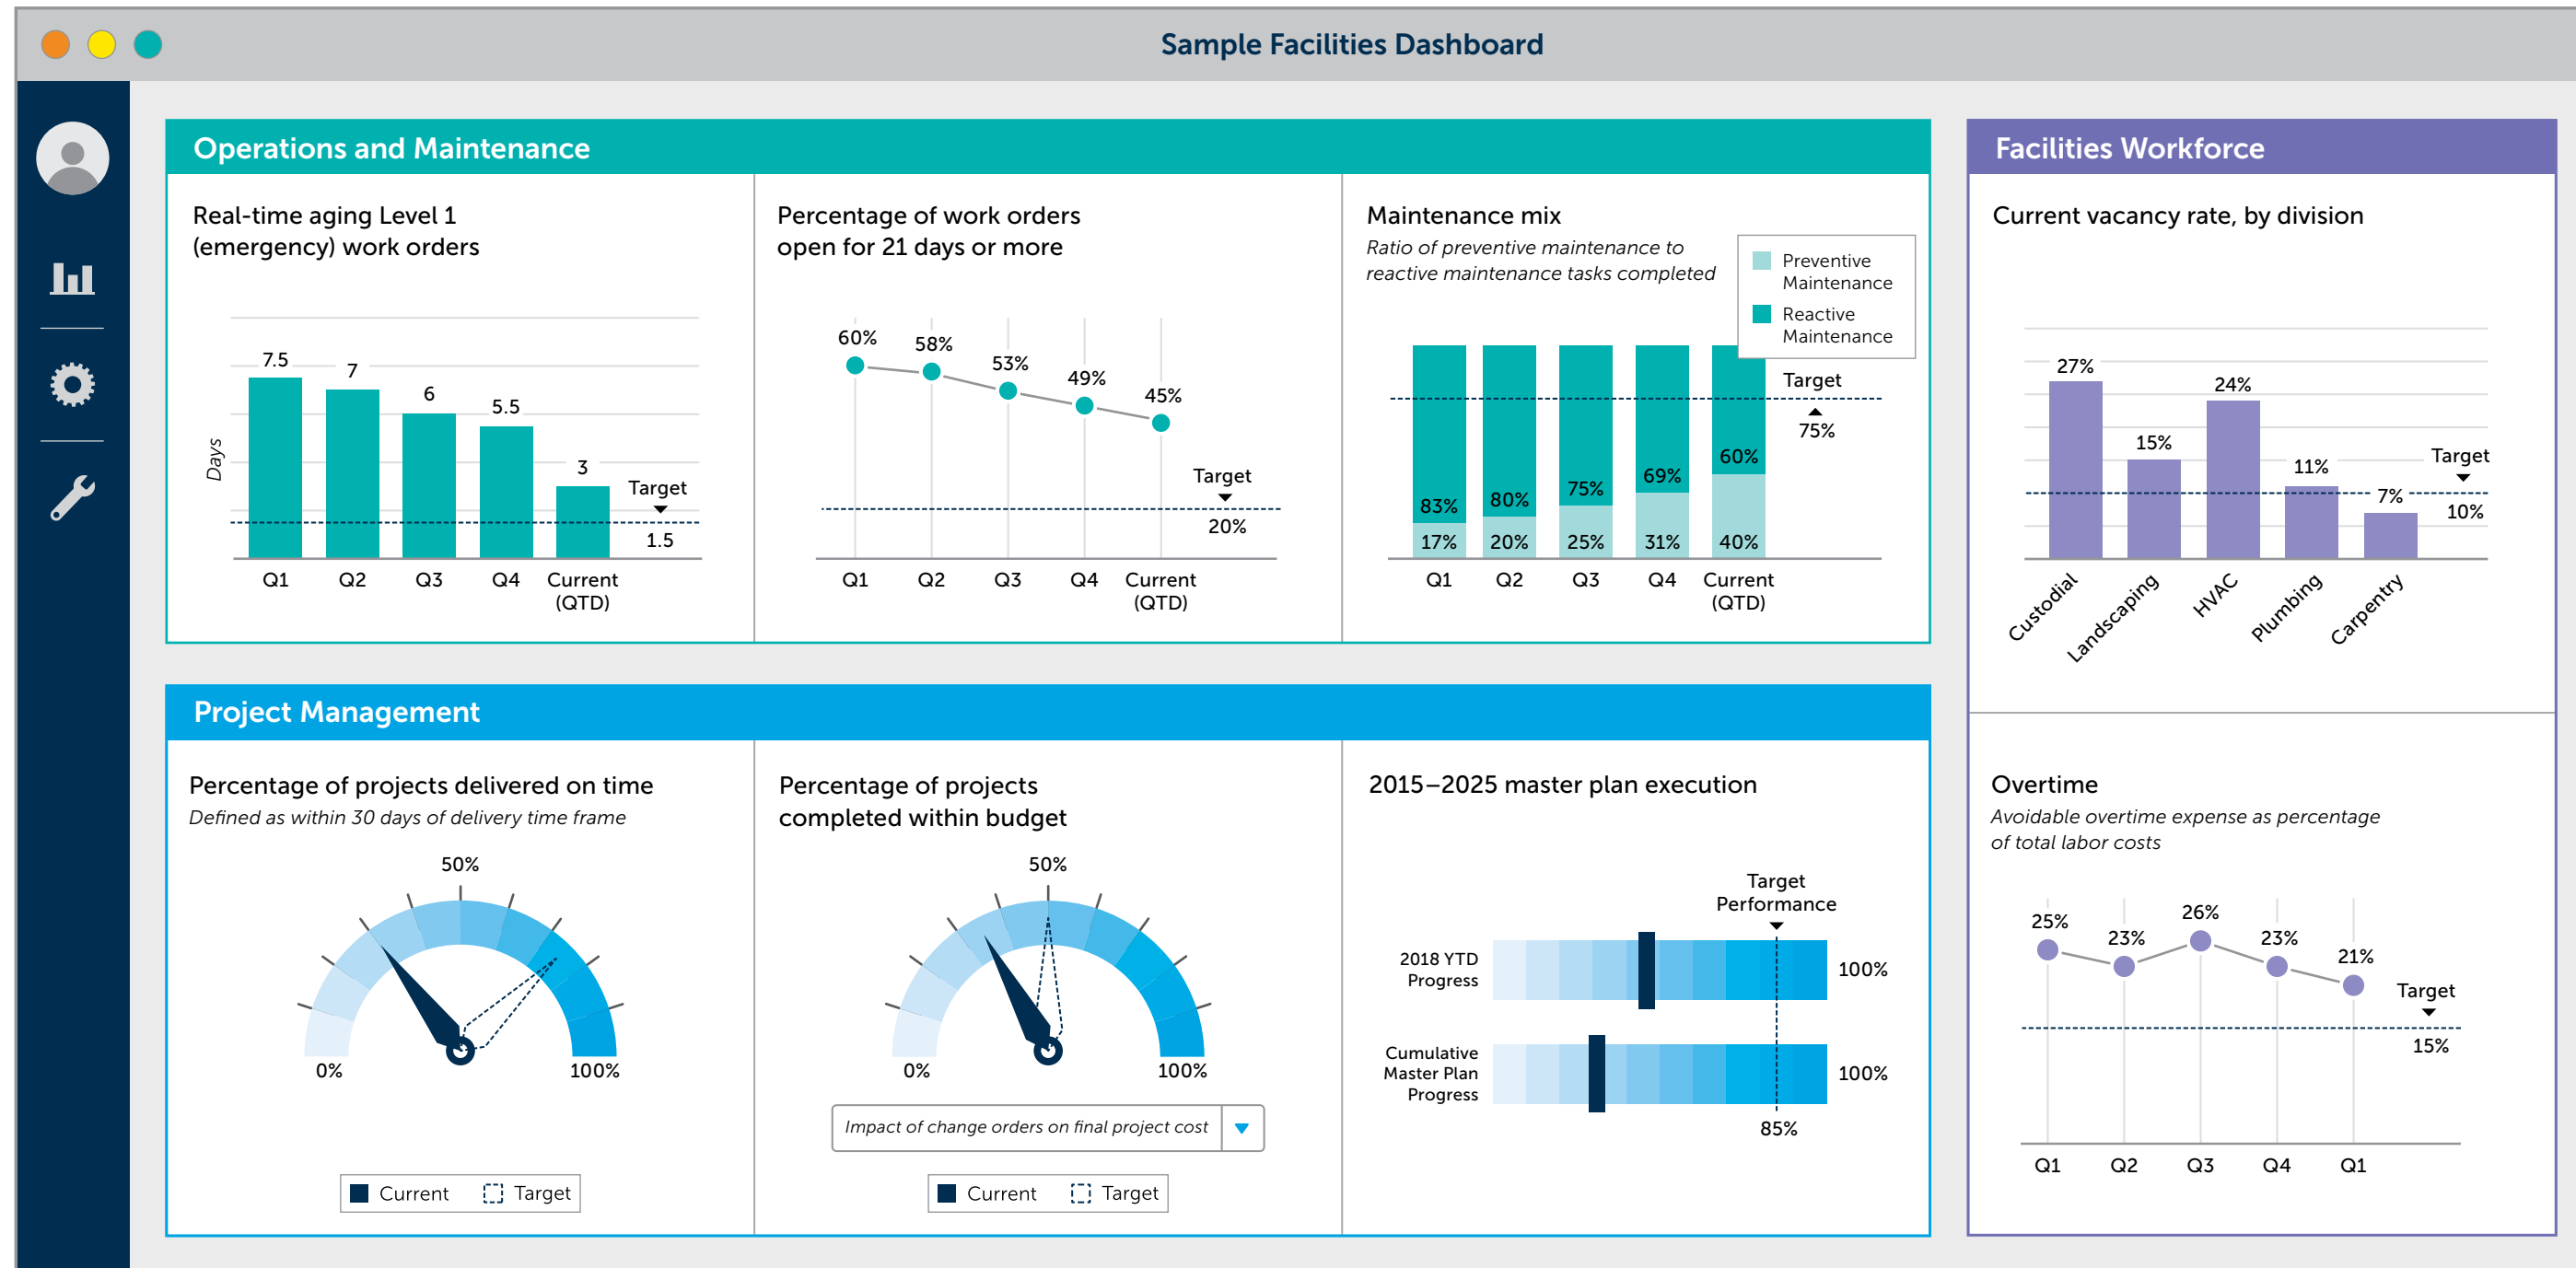 Sample Facilities Dashboard
Operations and Maintenance
Real-time aging Level 1
(emergency) work orders
Days
7.5
7
6
5.5
3
Target
1.5
Q1
Q2
Q3
Q4
Current
(QTD)
Percentage of work orders
open for 21 days or more
60%
58%
53%
49%
45%
Target
20%
Q1
Q2
Q3
Q4
Current
(QTD)
Maintenance mix
Ratio of preventive maintenance to
reactive maintenance tasks completed
Preventive
Maintenance
Reactive
Maintenance
Target
75%
83%
80%
75%
69%
60%
17%
20%
25%
31%
40%
Q1
Q2
Q3
Q4
Current
(QTD)
Project Management
Percentage of projects delivered on time
Defined as within 30 days of delivery time frame
50%
0%
100%
Current
Target
Percentage of projects
completed within budget
50%
0%
100%
Impact of change orders on final project cost
Current
Target
2015–2025 master plan execution
Target
Performance
2018 YTD
Progress
100%
Cumulative
Master Plan
Progress
100%
85%
Facilities Workforce
Current vacancy rate, by division
27%
15%
24%
11%
7%
Target
10%
Custodial
Landscaping
HVAC
Plumbing
Carpentry
Overtime
Avoidable overtime expense as percentage
of total labor costs
25%
23%
26%
23%
21%
Target
15%
Q1
Q2
Q3
Q4
Q1